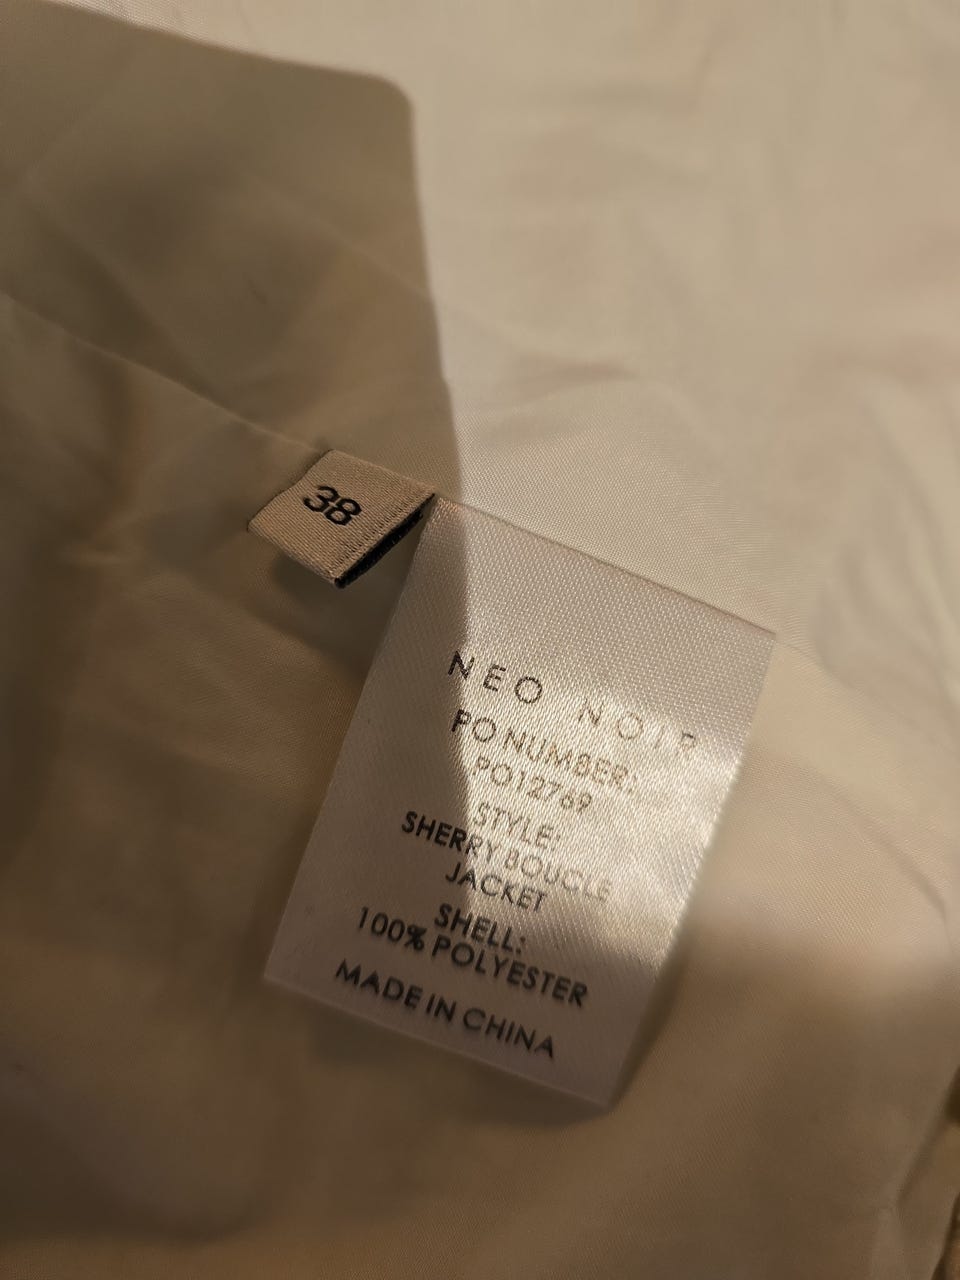 38
NEO NOIR
PO NUMBER:
PO12769
STYLE:
SHERRY BOUCLE
JACKET
SHELL:
100% POLYESTER
MADE IN CHINA